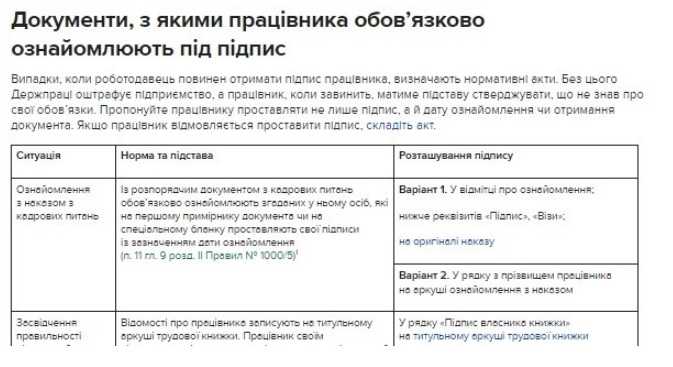 Документи, з якими працівника обов’язково
ознайомлюють під підпис
Випадки, коли роботодавець повинен отримати підпис працівника, визначають нормативні акти. Без цього
Держпраці оштрафує підприємство, а працівник, коли завинить, матиме підставу стверджувати, що не знав про
свої обов’язки. Пропонуйте працівнику проставляти не лише підпис, а й дату ознайомлення чи отримання
документа. Якщо працівник відмовляється проставити підпис, складіть акт.
Ситуація
Норма та підстава
Розташування підпису
Ознайомлення
з наказом з
кадрових питань
Із розпорядчим документом з кадрових питань
обов’язково ознайомлюють згаданих у ньому осіб, які
на першому примірнику документа чи на
спеціальному бланку проставляють свої підписи
із зазначенням дати ознайомлення
(п. 11 гл. 9 розд. II Правил № 1000/5)¹
Варіант 1. У відмітці про ознайомлення;
нижче реквізитів «Підпис», «Візи»;
на оригіналі наказу
Варіант 2. У рядку з прізвищем працівника
на аркуші ознайомлення з наказом
Засвідчення
правильності
Відомості про працівника записують на титульному
аркуші трудової книжки. Працівник своїм
У рядку «Підпис власника книжки»
на титульному аркуші трудової книжки